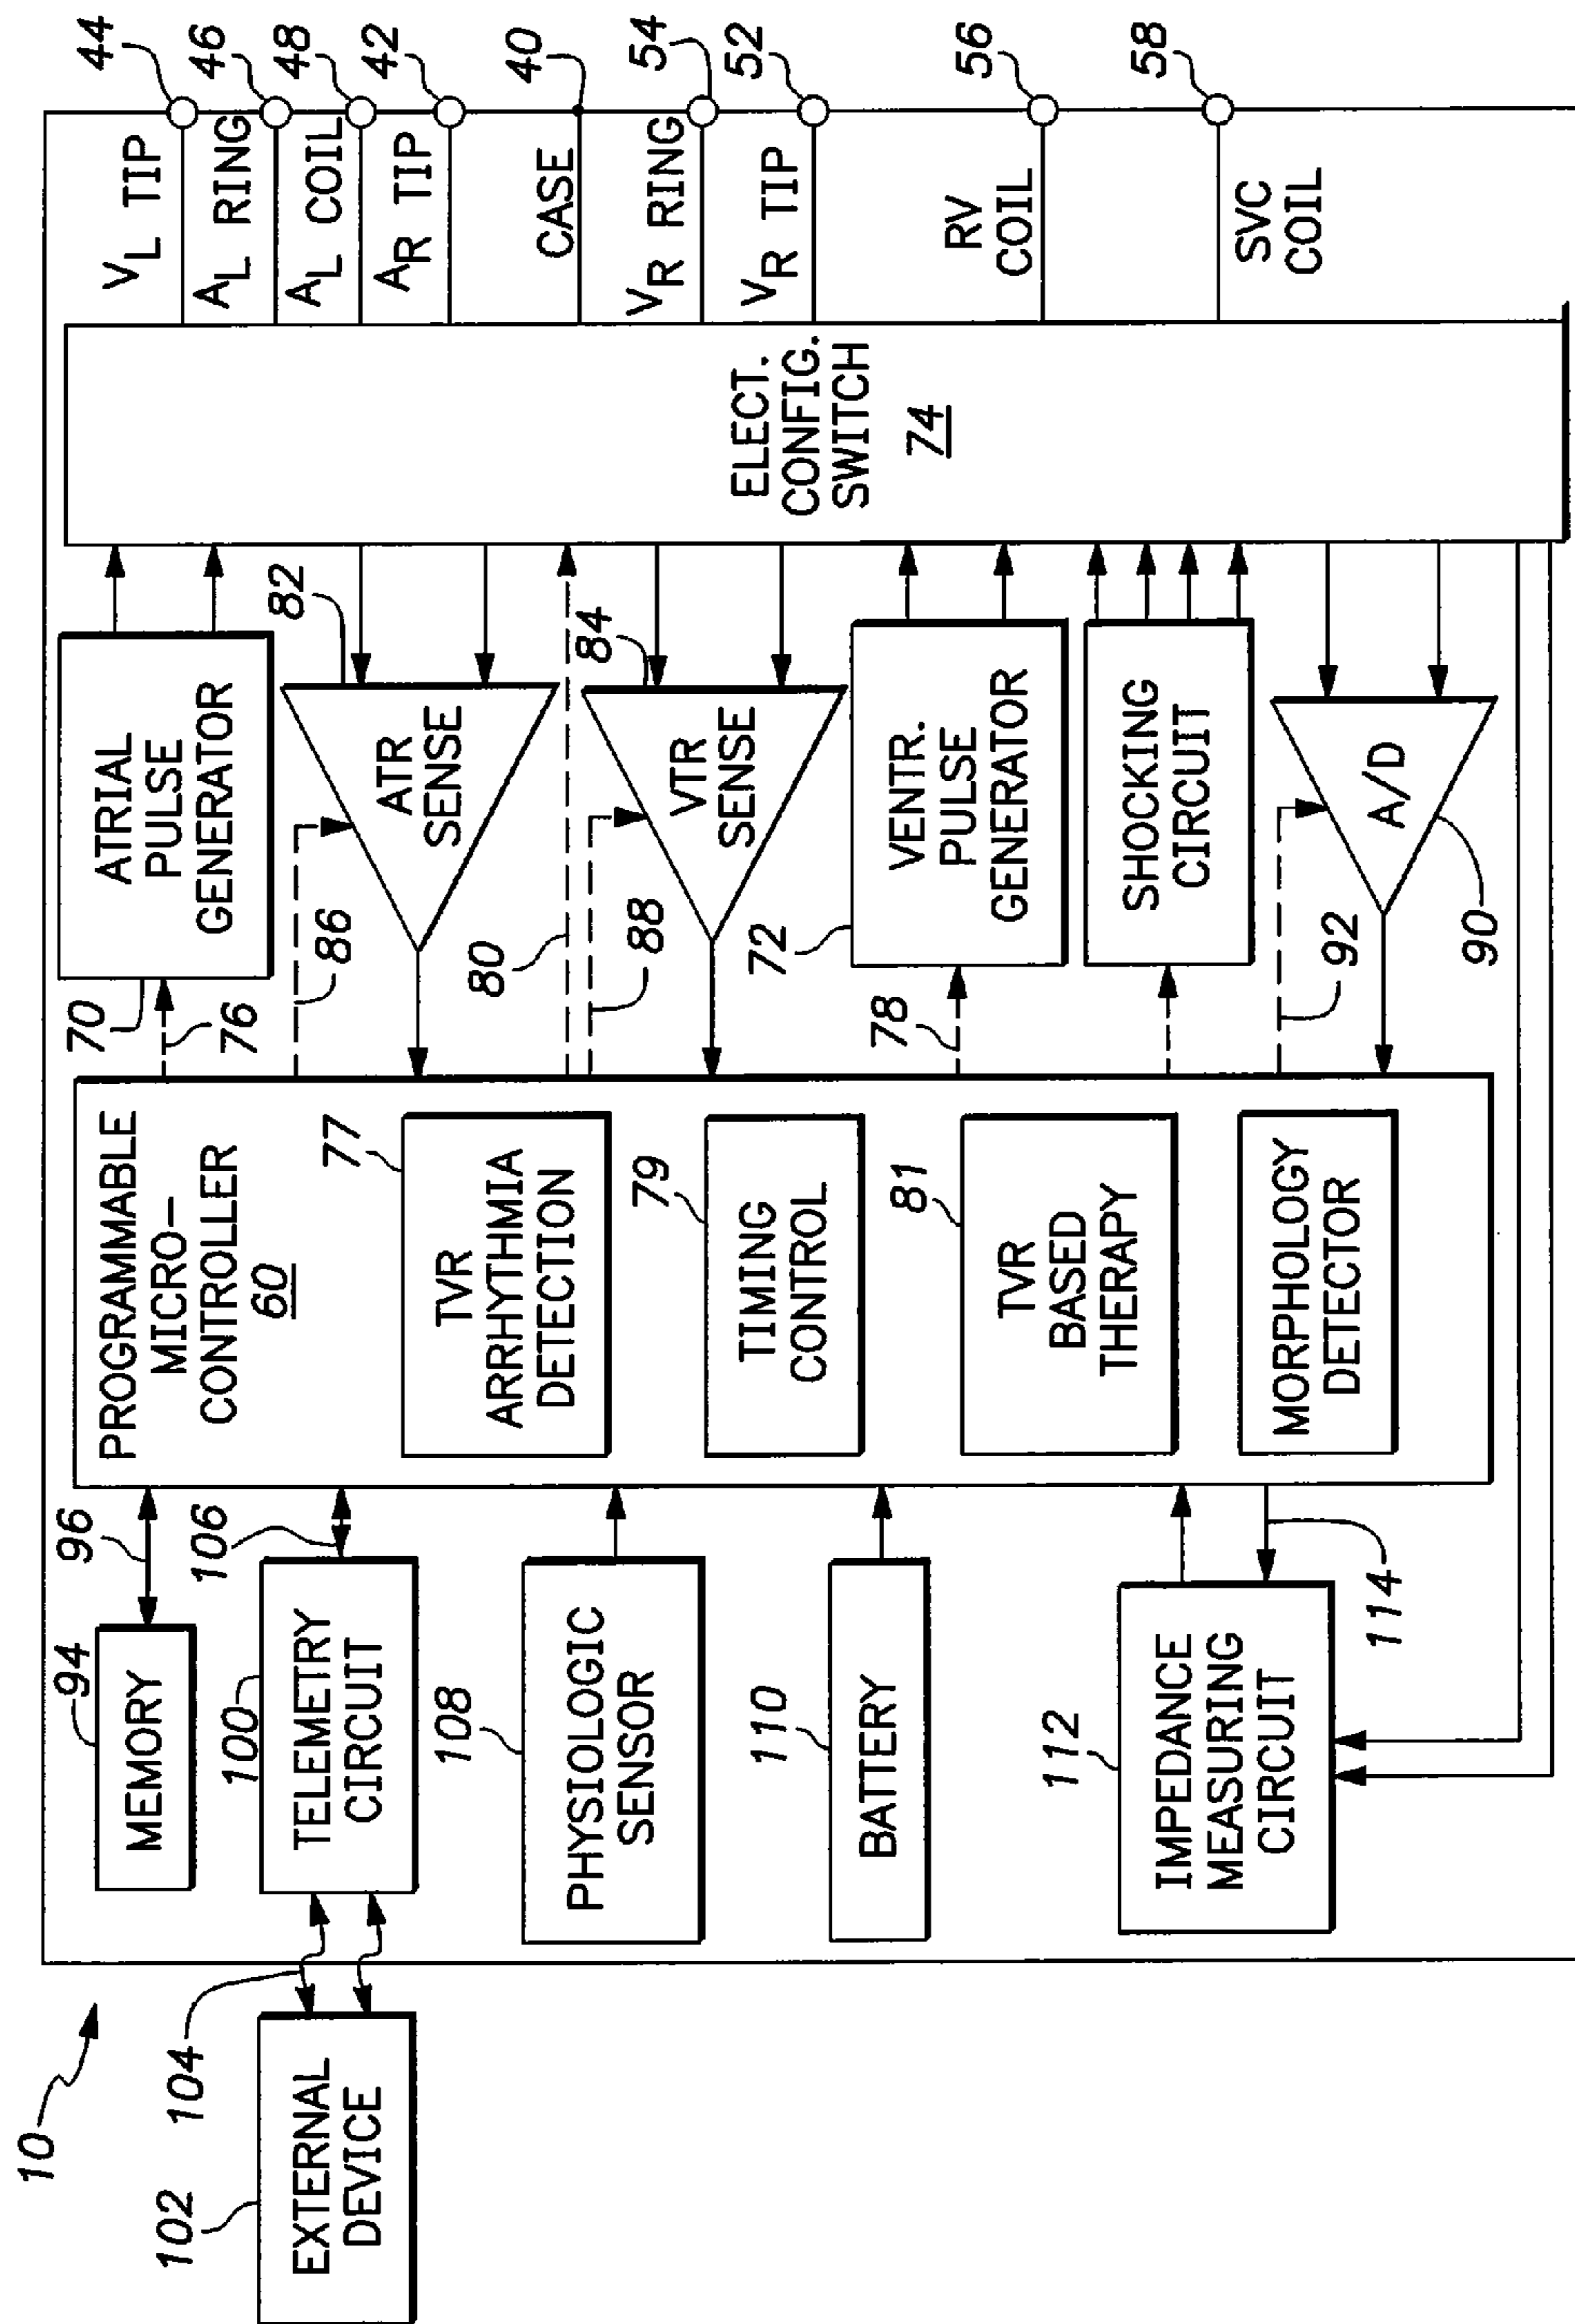 10
102
EXTERNAL
DEVICE
104
94
MEMORY
96
100
TELEMETRY
CIRCUIT
106
108
PHYSIOLOGIC
SENSOR
110
BATTERY
112
IMPEDANCE
MEASURING
CIRCUIT
114
PROGRAMMABLE
MICRO–
CONTROLLER
60
77
TVR
ARRHYTHMIA
DETECTION
79
TIMING
CONTROL
81
TVR
BASED
THERAPY
MORPHOLOGY
DETECTOR
70
76
ATRIAL
PULSE
GENERATOR
86
82
ATR
SENSE
80
88
84
VTR
SENSE
72
78
VENTR.
PULSE
GENERATOR
SHOCKING
CIRCUIT
92
A/D
90
ELECT.
CONFIG.
SWITCH
74
VL TIP
44
AL RING
46
AL COIL
48
AR TIP
42
CASE
40
VR RING
54
VR TIP
52
RV
COIL
56
SVC
COIL
58